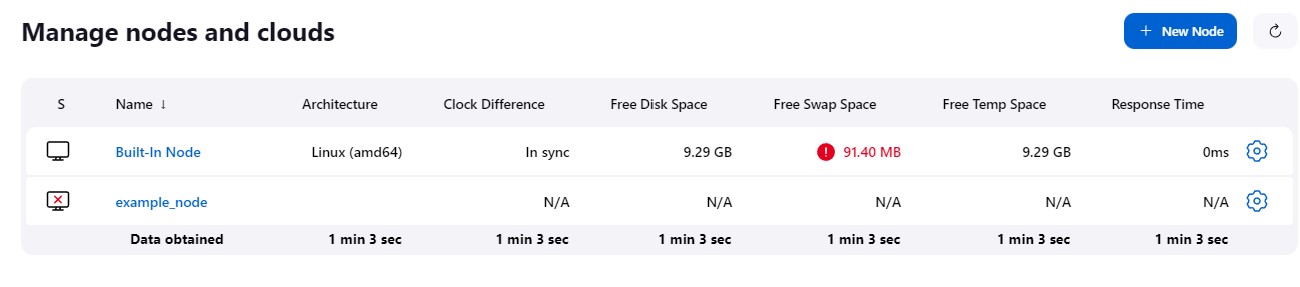 Manage nodes and clouds
+ New Node
S Name ↓ Architecture Clock Difference Free Disk Space Free Swap Space Free Temp Space Response Time
Built-In Node Linux (amd64) In sync 9.29 GB ! 91.40 MB 9.29 GB 0ms
example_node N/A N/A N/A N/A N/A
Data obtained 1 min 3 sec 1 min 3 sec 1 min 3 sec 1 min 3 sec 1 min 3 sec 1 min 3 sec